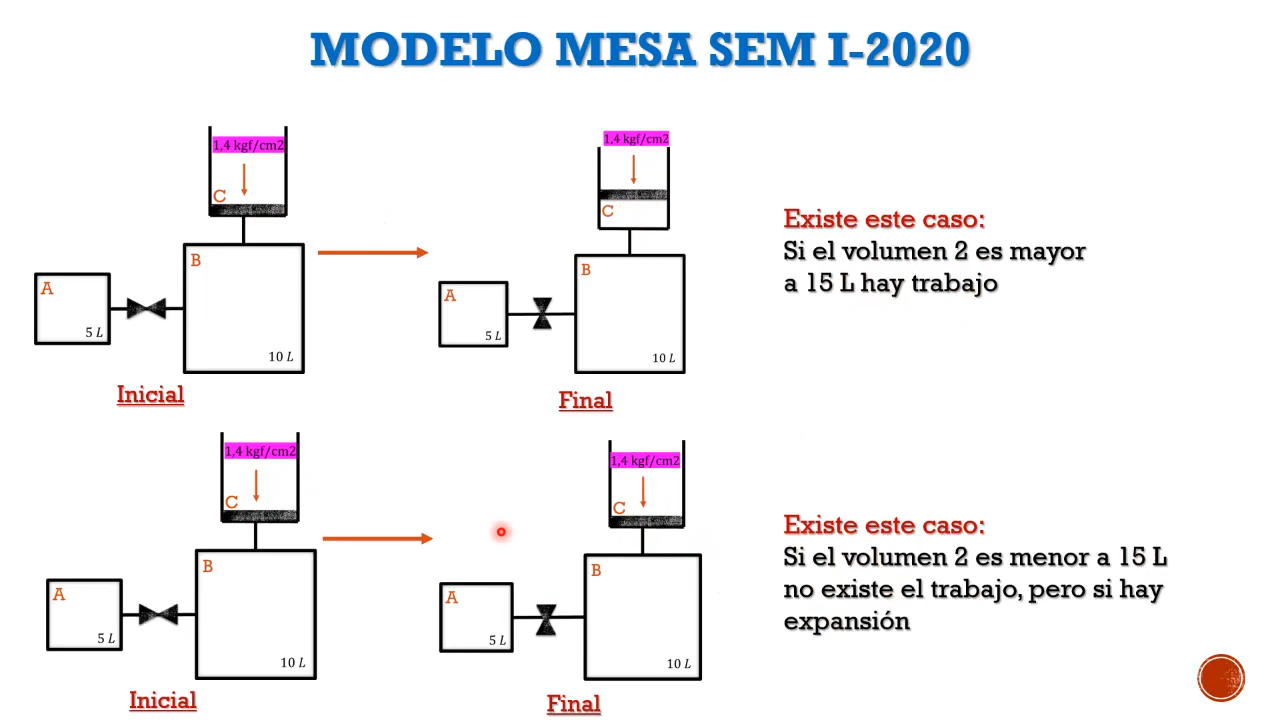 MODELO MESA SEM I-2020
1,4 kgf/cm2
C
B
A
5 L
10 L
Inicial
1,4 kgf/cm2
C
B
A
5 L
10 L
Final
Existe este caso:
Si el volumen 2 es mayor
a 15 L hay trabajo
1,4 kgf/cm2
C
B
A
5 L
10 L
Inicial
1,4 kgf/cm2
C
B
A
5 L
10 L
Final
Existe este caso:
Si el volumen 2 es menor a 15 L
no existe el trabajo, pero si hay
expansión